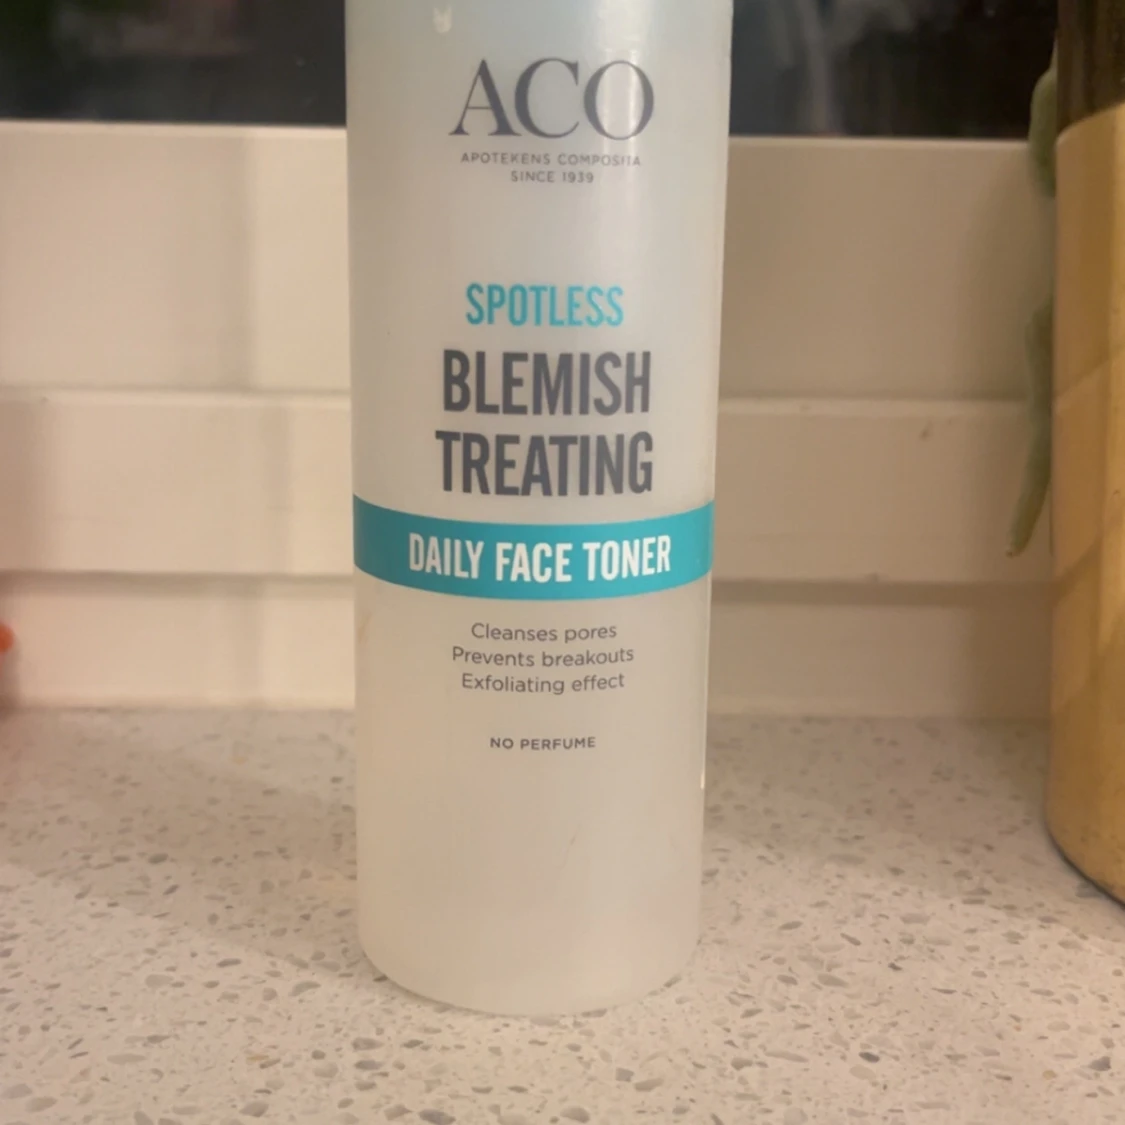 ACO
APOTEKENS COMPOSITA
SINCE 1939
SPOTLESS
BLEMISH
TREATING
DAILY FACE TONER
Cleanses pores
Prevents breakouts
Exfoliating effect
NO PERFUME